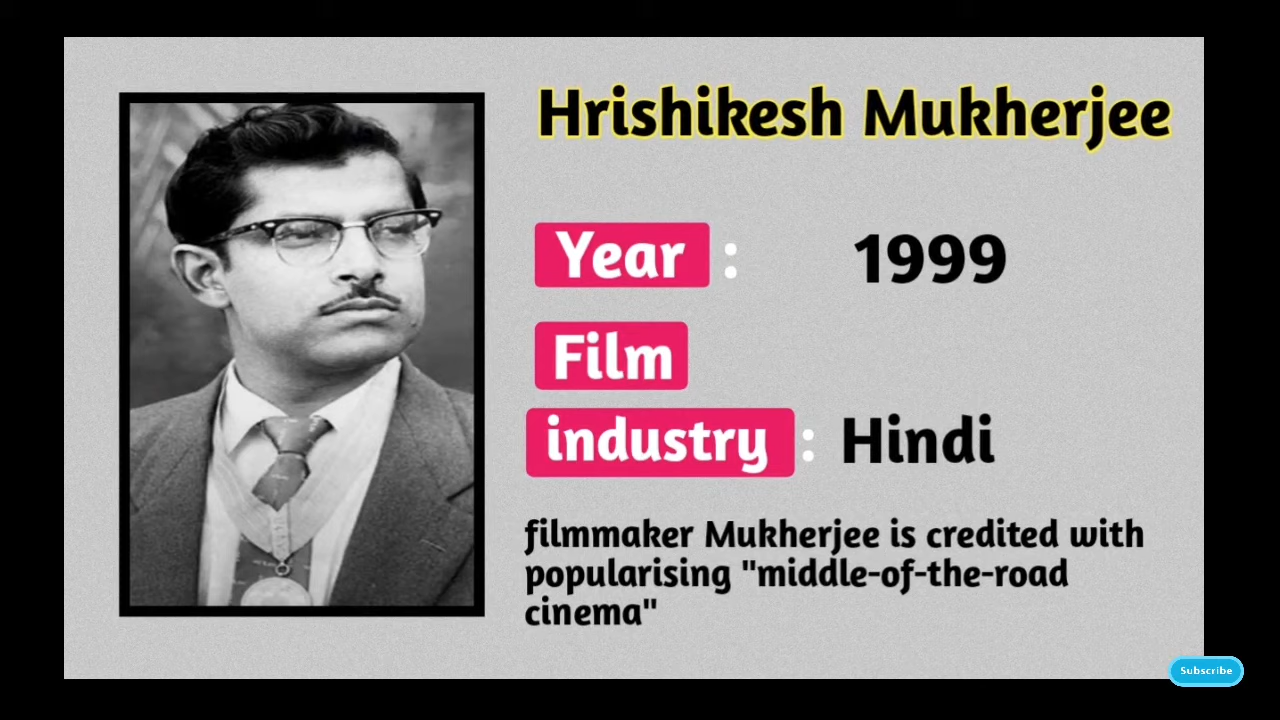 Hrishikesh Mukherjee
Year : 1999
Film
industry : Hindi
filmmaker Mukherjee is credited with
popularising "middle-of-the-road
cinema"
Subscribe